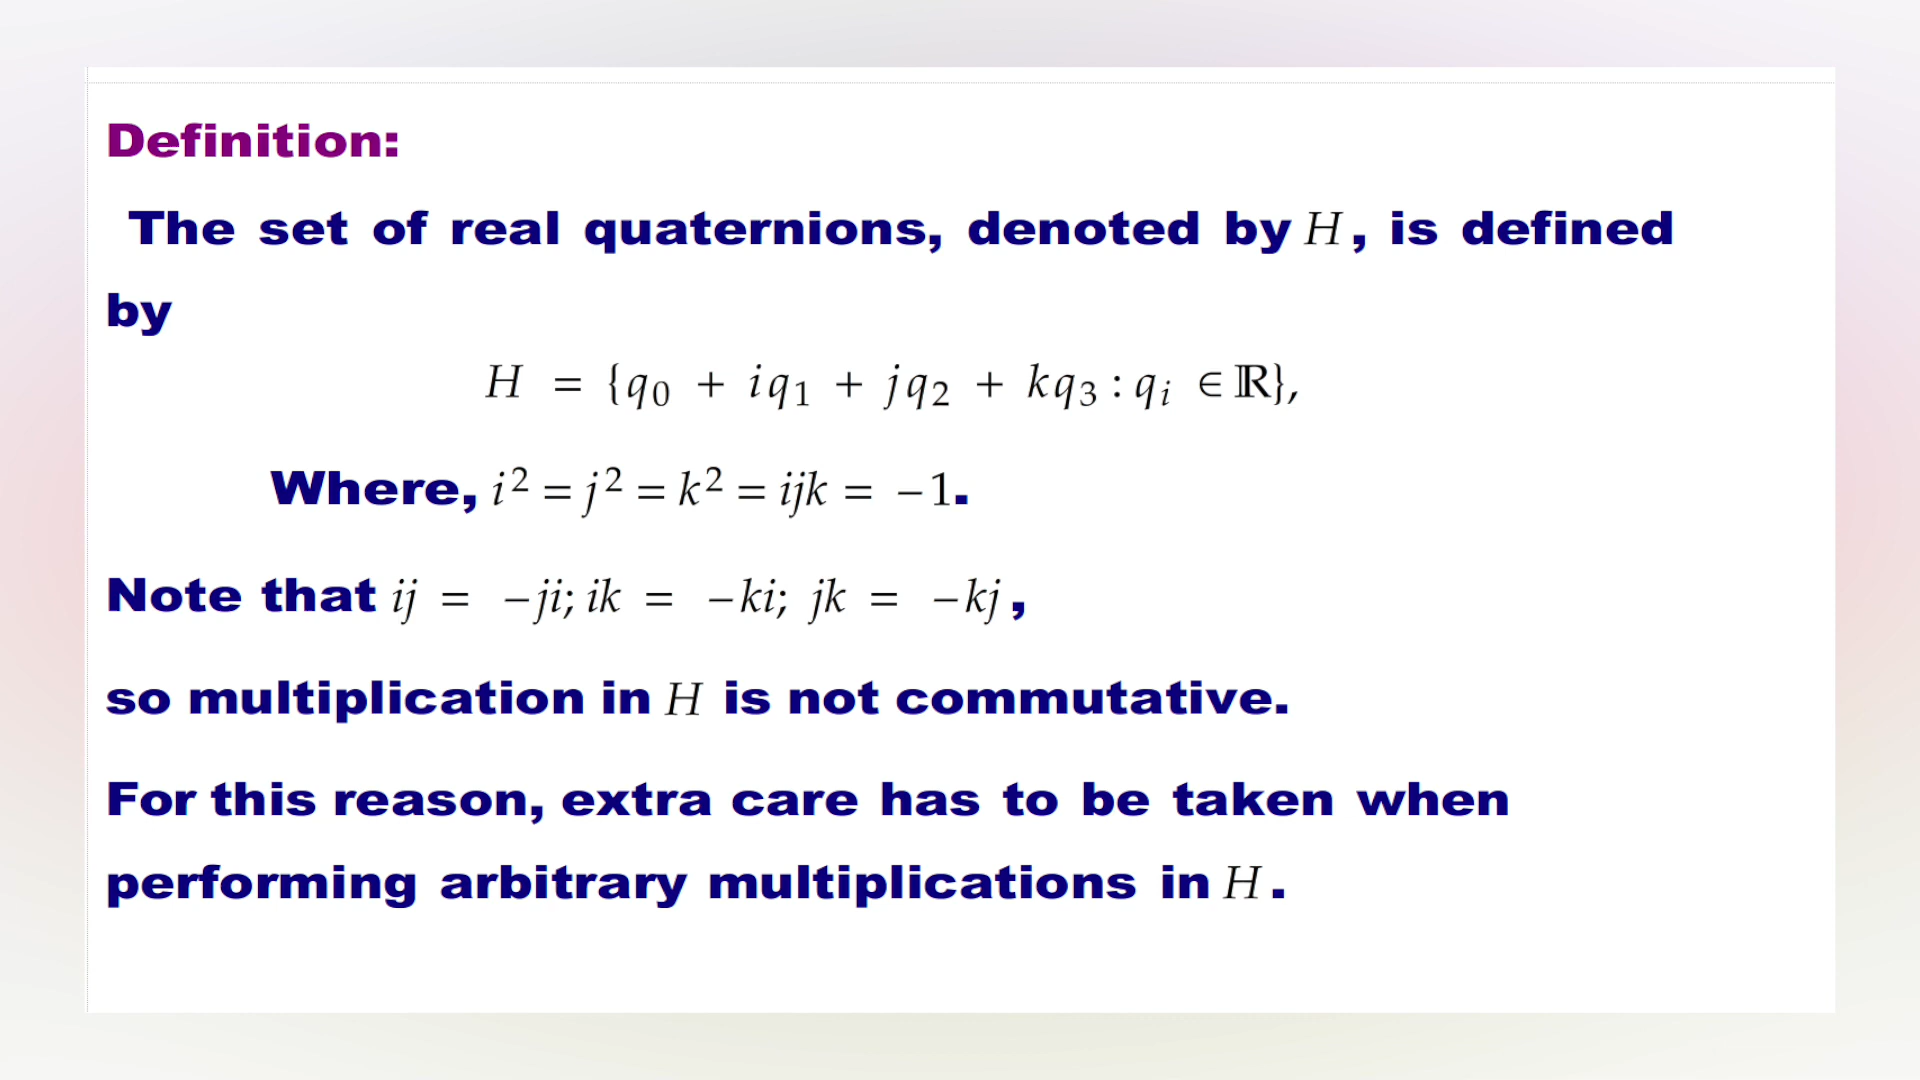 Definition:
The set of real quaternions, denoted by H, is defined
by
H = {q₀ + iq₁ + jq₂ + kq₃ : qᵢ ∈ ℝ},
Where, i² = j² = k² = ijk = −1.
Note that ij = −ji; ik = −ki; jk = −kj,
so multiplication in H is not commutative.
For this reason, extra care has to be taken when
performing arbitrary multiplications in H.